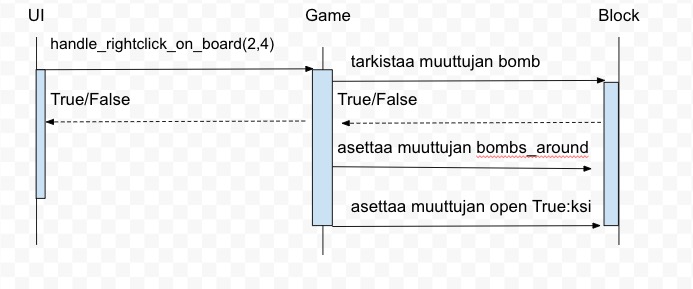 UI
Game
Block
handle_rightclick_on_board(2,4)
tarkistaa muuttujan bomb
True/False
True/False
asettaa muuttujan bombs_around
asettaa muuttujan open True:ksi